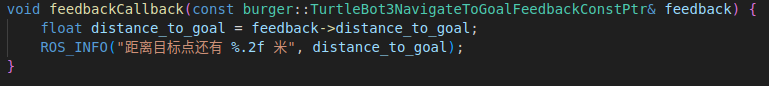 void feedbackCallback(const burger::TurtleBot3NavigateToGoalFeedbackConstPtr& feedback) {
    float distance_to_goal = feedback->distance_to_goal;
    ROS_INFO("距离目标点还有 %.2f 米", distance_to_goal);
}